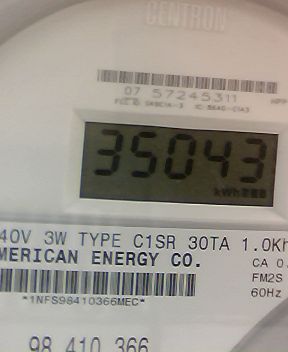 CENTRON
07 57245311
35043
kWh
40V 3W TYPE C1SR 30TA 1.0Kh
MERICAN ENERGY CO.
CA 0.
FM2S
60Hz
*1NFS98410366MEC*
98 410 366